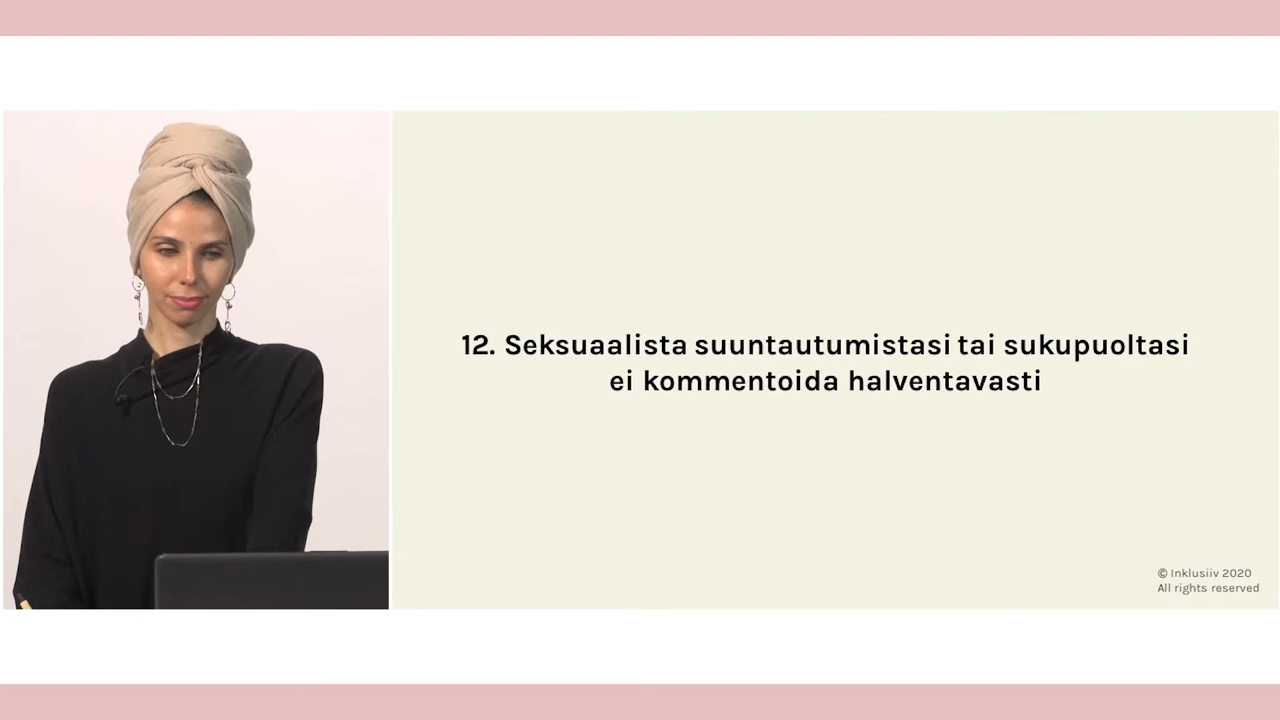 12. Seksuaalista suuntautumistasi tai sukupuoltasi
ei kommentoida halventavasti
© Inklusiiv 2020
All rights reserved